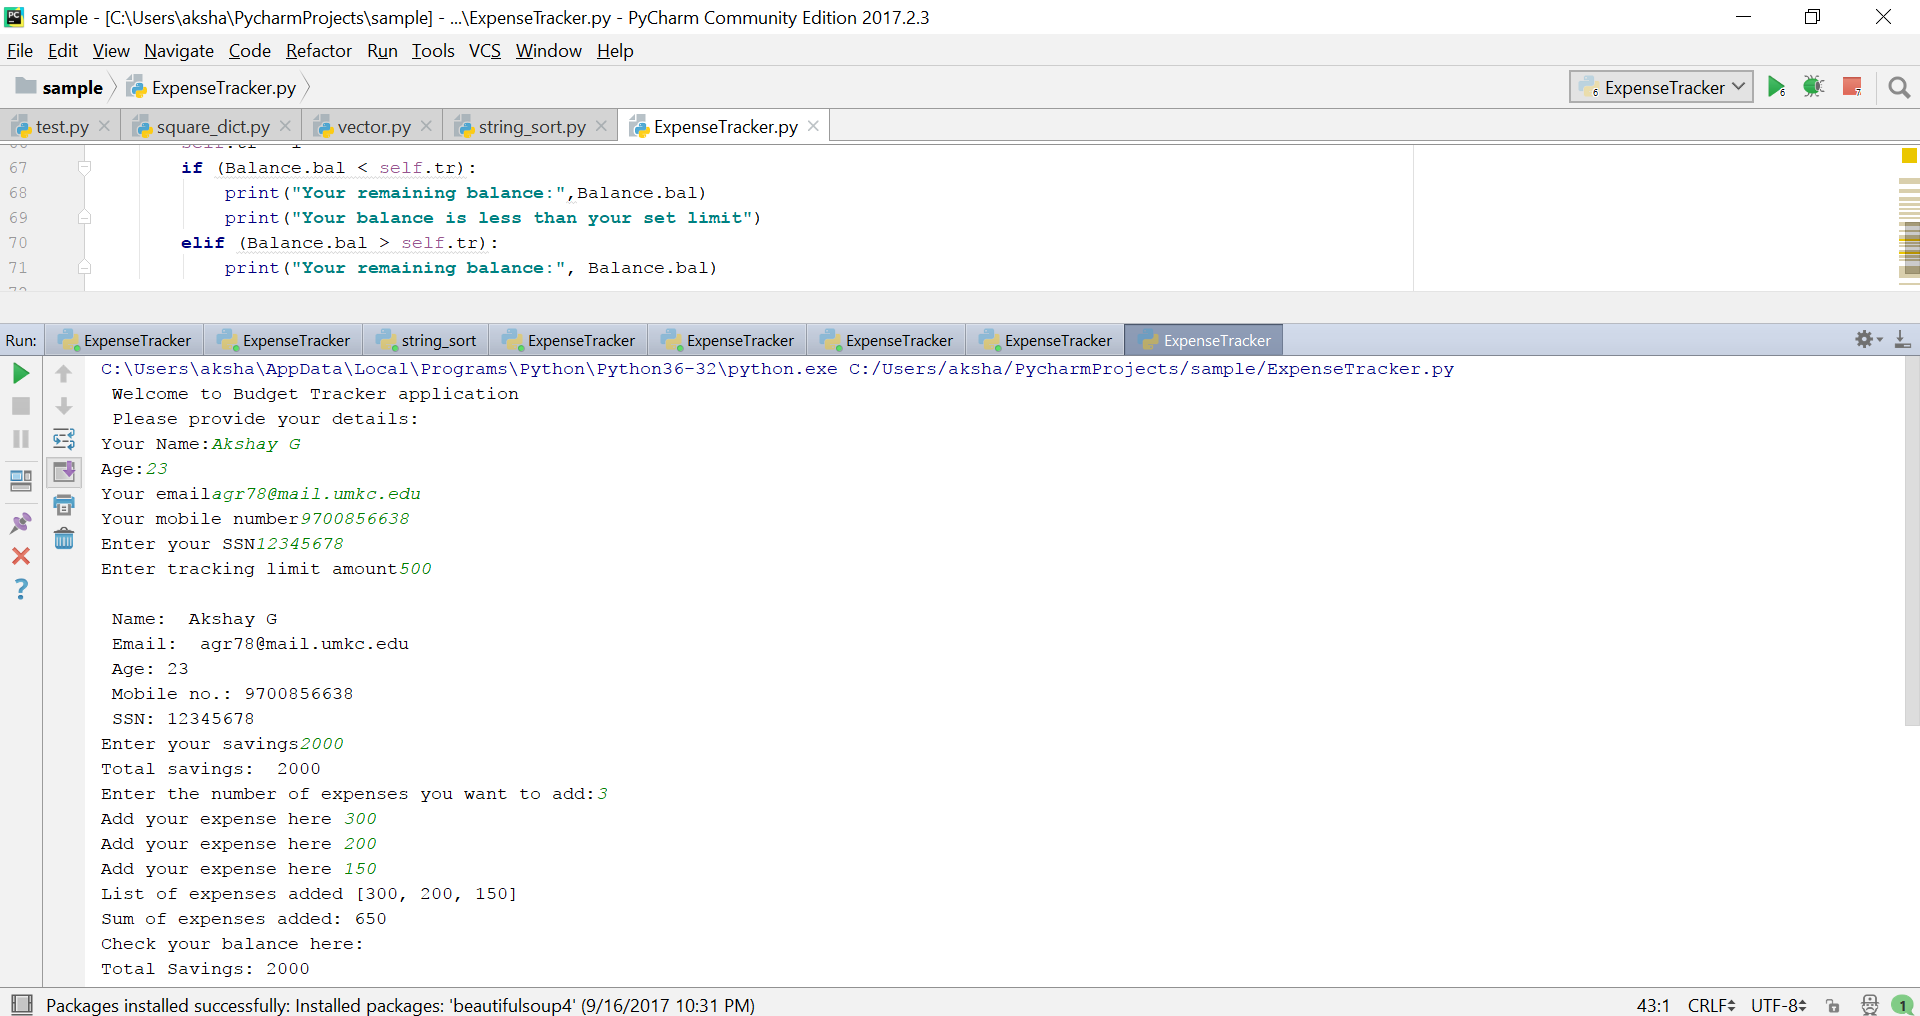 sample - [C:\Users\aksha\PycharmProjects\sample] - ...\ExpenseTracker.py - PyCharm Community Edition 2017.2.3
File Edit View Navigate Code Refactor Run Tools VCS Window Help
sample ExpenseTracker.py ExpenseTracker
test.py square_dict.py vector.py string_sort.py ExpenseTracker.py
67 if (Balance.bal < self.tr):
68 print("Your remaining balance:",Balance.bal)
69 print("Your balance is less than your set limit")
70 elif (Balance.bal > self.tr):
71 print("Your remaining balance:", Balance.bal)
Run: ExpenseTracker ExpenseTracker string_sort ExpenseTracker ExpenseTracker ExpenseTracker ExpenseTracker ExpenseTracker
C:\Users\aksha\AppData\Local\Programs\Python\Python36-32\python.exe C:/Users/aksha/PycharmProjects/sample/ExpenseTracker.py
Welcome to Budget Tracker application
Please provide your details:
Your Name:Akshay G
Age:23
Your emailagr78@mail.umkc.edu
Your mobile number9700856638
Enter your SSN12345678
Enter tracking limit amount500
Name: Akshay G
Email: agr78@mail.umkc.edu
Age: 23
Mobile no.: 9700856638
SSN: 12345678
Enter your savings2000
Total savings: 2000
Enter the number of expenses you want to add:3
Add your expense here 300
Add your expense here 200
Add your expense here 150
List of expenses added [300, 200, 150]
Sum of expenses added: 650
Check your balance here:
Total Savings: 2000
Packages installed successfully: Installed packages: 'beautifulsoup4' (9/16/2017 10:31 PM) 43:1 CRLF UTF-8 1